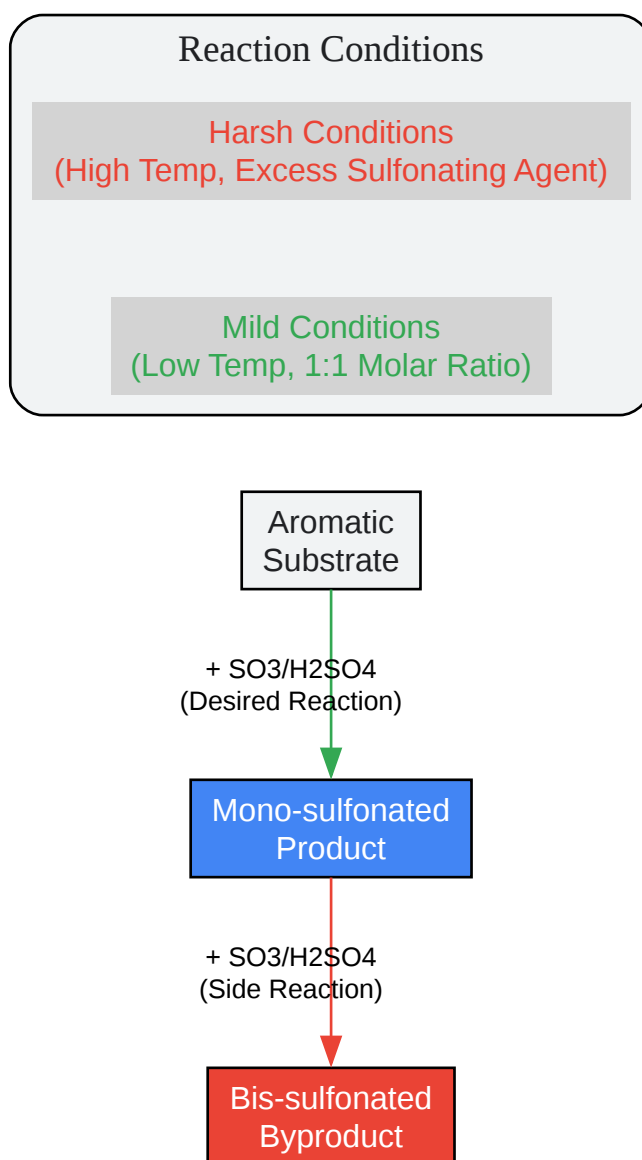 Reaction Conditions
Harsh Conditions
(High Temp, Excess Sulfonating Agent)
Mild Conditions
(Low Temp, 1:1 Molar Ratio)
Aromatic
Substrate
+ SO3/H2SO4
(Desired Reaction)
Mono-sulfonated
Product
+ SO3/H2SO4
(Side Reaction)
Bis-sulfonated
Byproduct